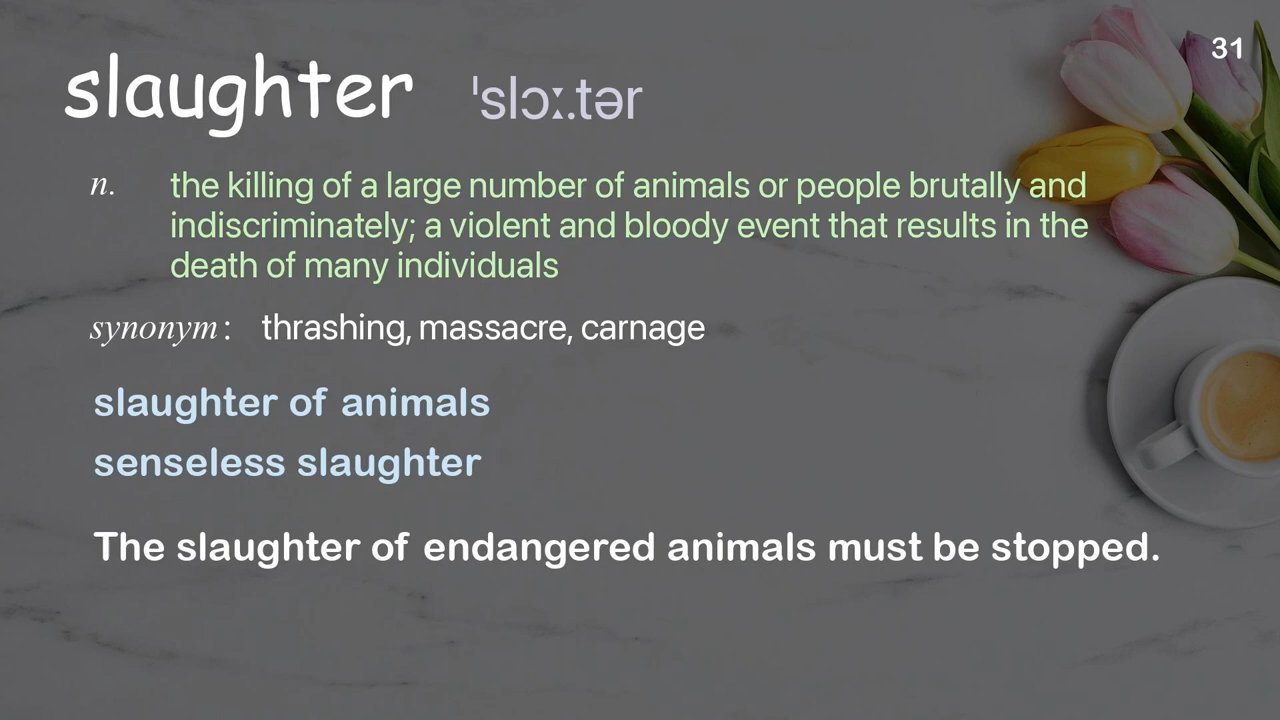 31
slaughter ˈslɔː.tər
n. the killing of a large number of animals or people brutally and
indiscriminately; a violent and bloody event that results in the
death of many individuals
synonym: thrashing, massacre, carnage
slaughter of animals
senseless slaughter
The slaughter of endangered animals must be stopped.